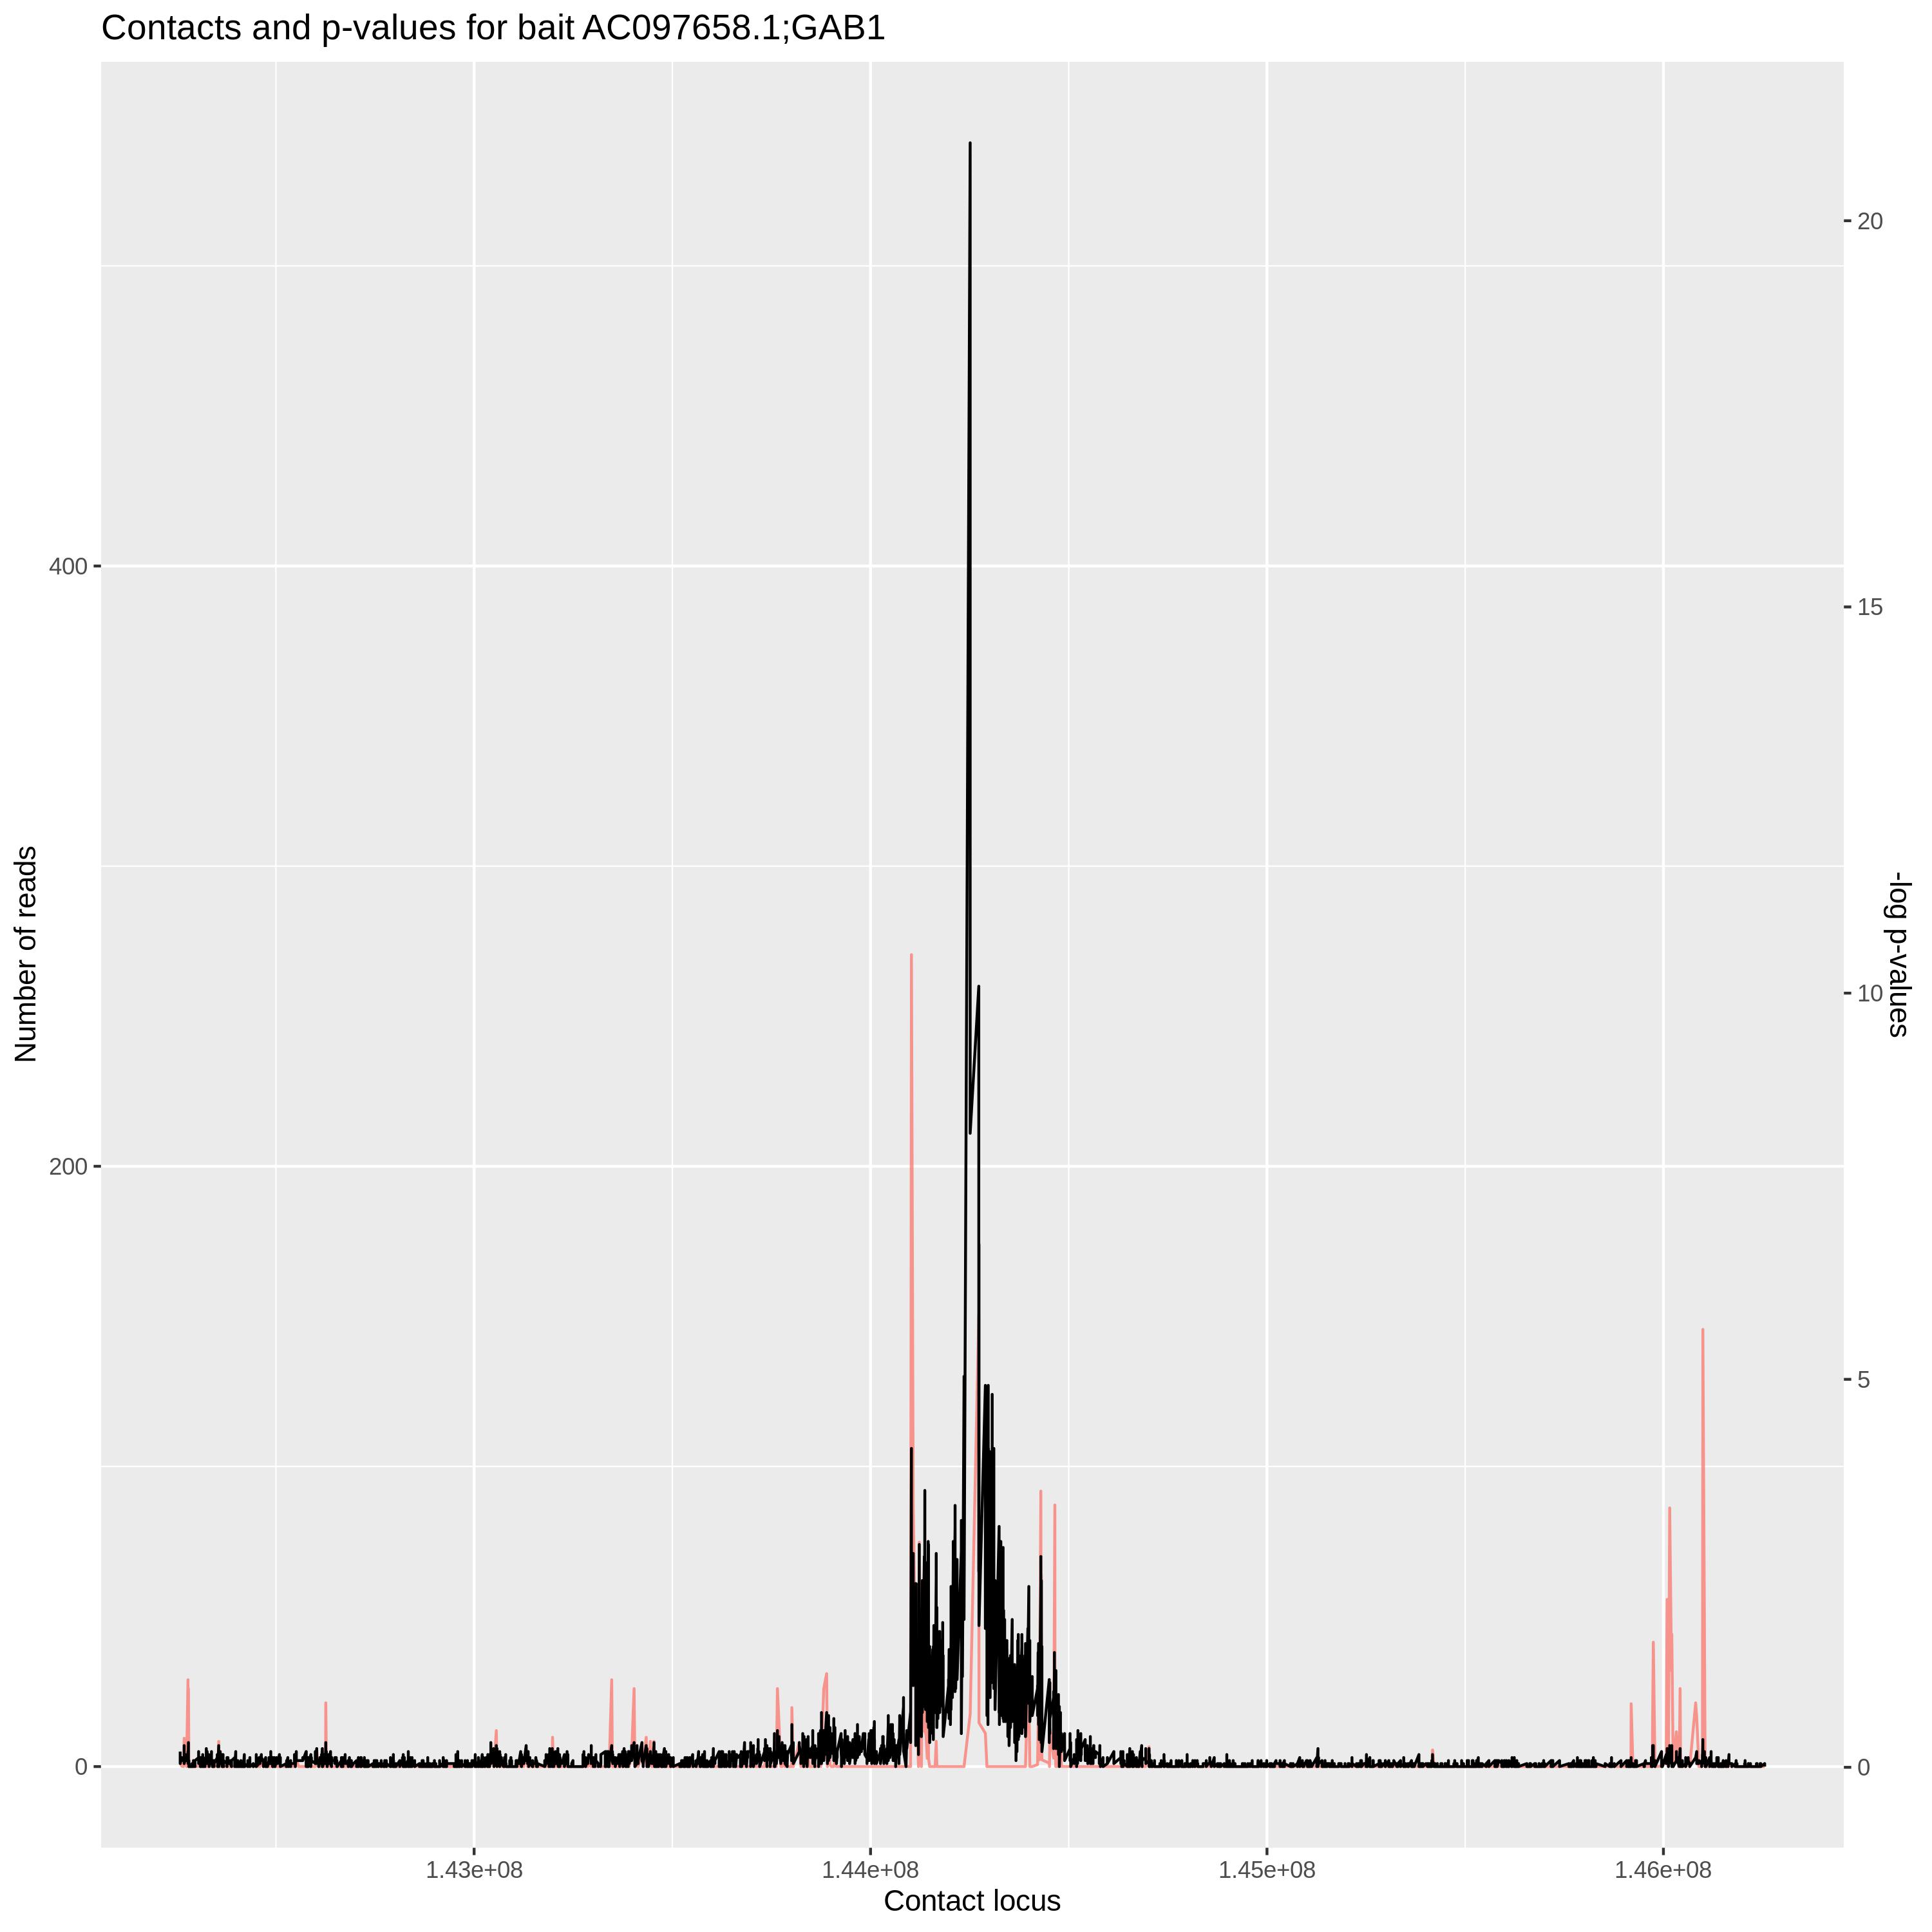 Contacts and p-values for bait AC097658.1;GAB1
Number of reads
400
200
0
20
15
10
5
0
-log p-values
1.43e+08
1.44e+08
1.45e+08
1.46e+08
Contact locus